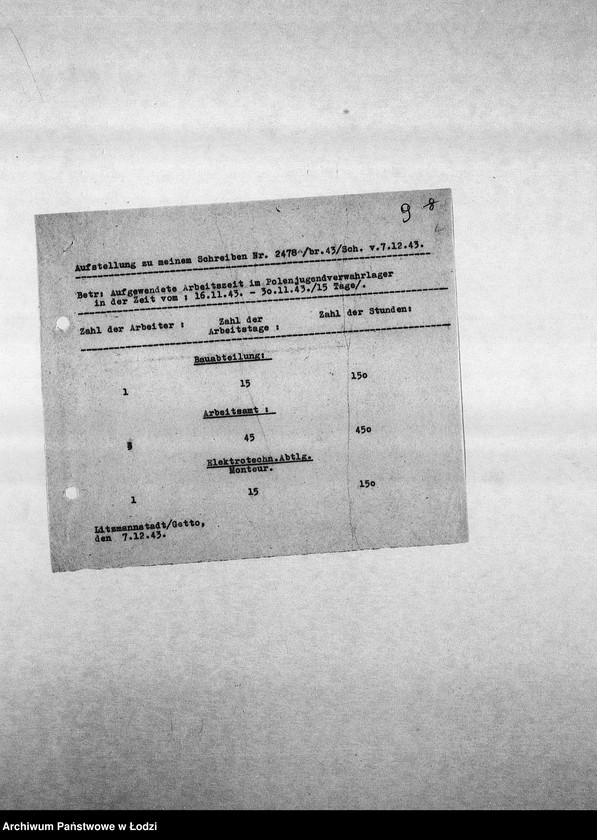 9 8
Aufstellung zu meinem Schreiben Nr. 2478 /br.43/Sch. v.7.12.43.
Betr: Aufgewendete Arbeitszeit im Polenjugendverwahrlager
in der Zeit vom : 16.11.43. - 30.11.43./15 Tage/.
Zahl der Arbeiter : Zahl der Arbeitstage : Zahl der Stunden:
Bauabteilung:
1 15 150
Arbeitsamt :
45 450
Elektrotechn.Abtlg.
Monteur.
1 15 150
Litzmannstadt/Getto,
den 7.12.43.
Archiwum Państwowe w Łodzi